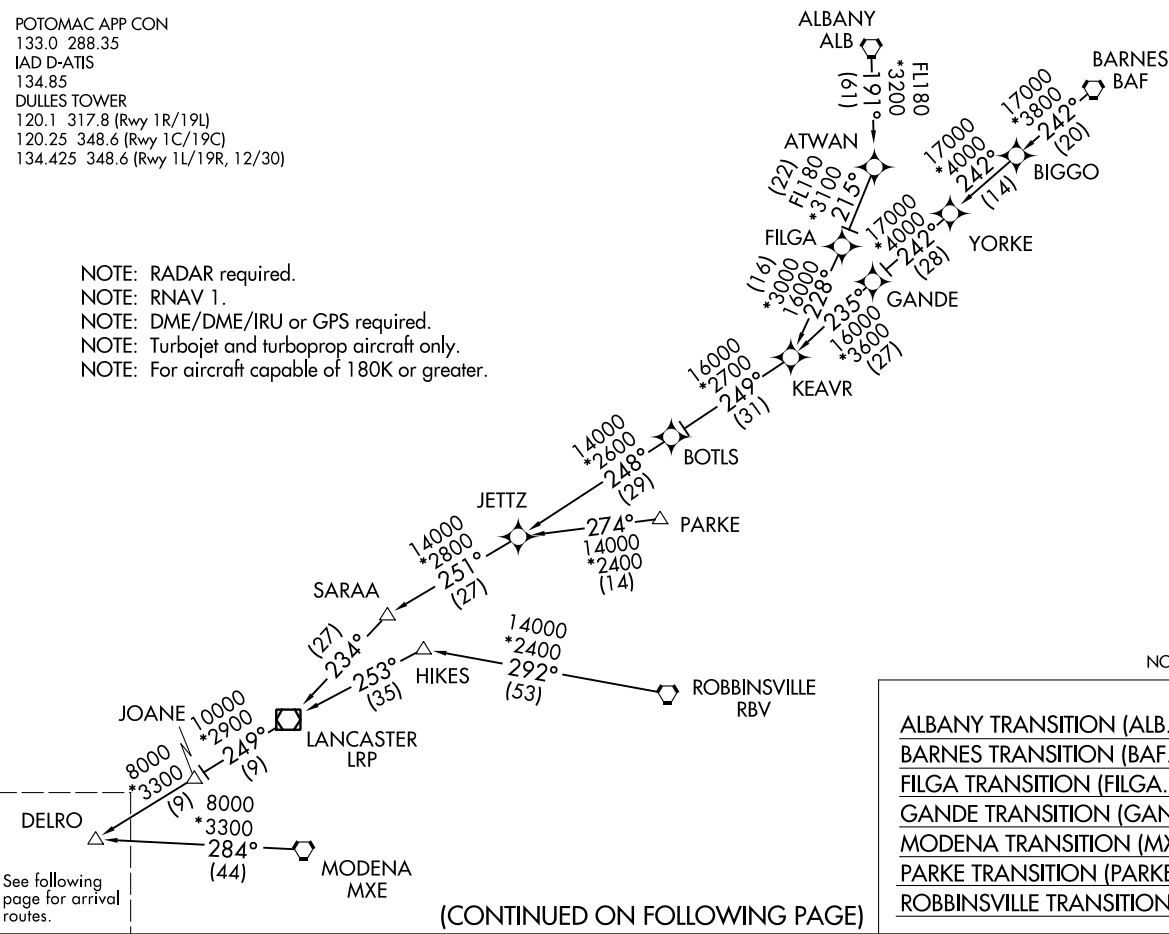 POTOMAC APP CON
133.0 288.35
IAD D-ATIS
134.85
DULLES TOWER
120.1 317.8 (Rwy 1R/19L)
120.25 348.6 (Rwy 1C/19C)
134.425 348.6 (Rwy 1L/19R, 12/30)
ALBANY
ALB
FL180
*3200
191°
(61)
BARNES
BAF
17000
*3800
242°
(20)
BIGGO
17000
*4000
242°
(14)
YORKE
ATWAN
(22)
FL180
*3100
215°
FILGA
17000
*4000
242°
(28)
GANDE
(16)
*3000
16000
228°
235°
16000
*3600
(27)
KEAVR
NOTE: RADAR required.
NOTE: RNAV 1.
NOTE: DME/DME/IRU or GPS required.
NOTE: Turbojet and turboprop aircraft only.
NOTE: For aircraft capable of 180K or greater.
16000
*2700
249°
(31)
BOTLS
14000
*2600
248°
(29)
JETTZ
274°
14000
*2400
(14)
PARKE
14000
*2800
251°
(27)
SARAA
(27)
234°
253°
(35)
HIKES
14000
*2400
292°
(53)
ROBBINSVILLE
RBV
LANCASTER
LRP
JOANE
10000
*2900
249°
(9)
8000
*3300
(9)
DELRO
8000
*3300
284°
(44)
MODENA
MXE
See following
page for arrival
routes.
(CONTINUED ON FOLLOWING PAGE)
NO
ALBANY TRANSITION (ALB.
BARNES TRANSITION (BAF.
FILGA TRANSITION (FILGA.
GANDE TRANSITION (GAN
MODENA TRANSITION (MX
PARKE TRANSITION (PARKE
ROBBINSVILLE TRANSITION